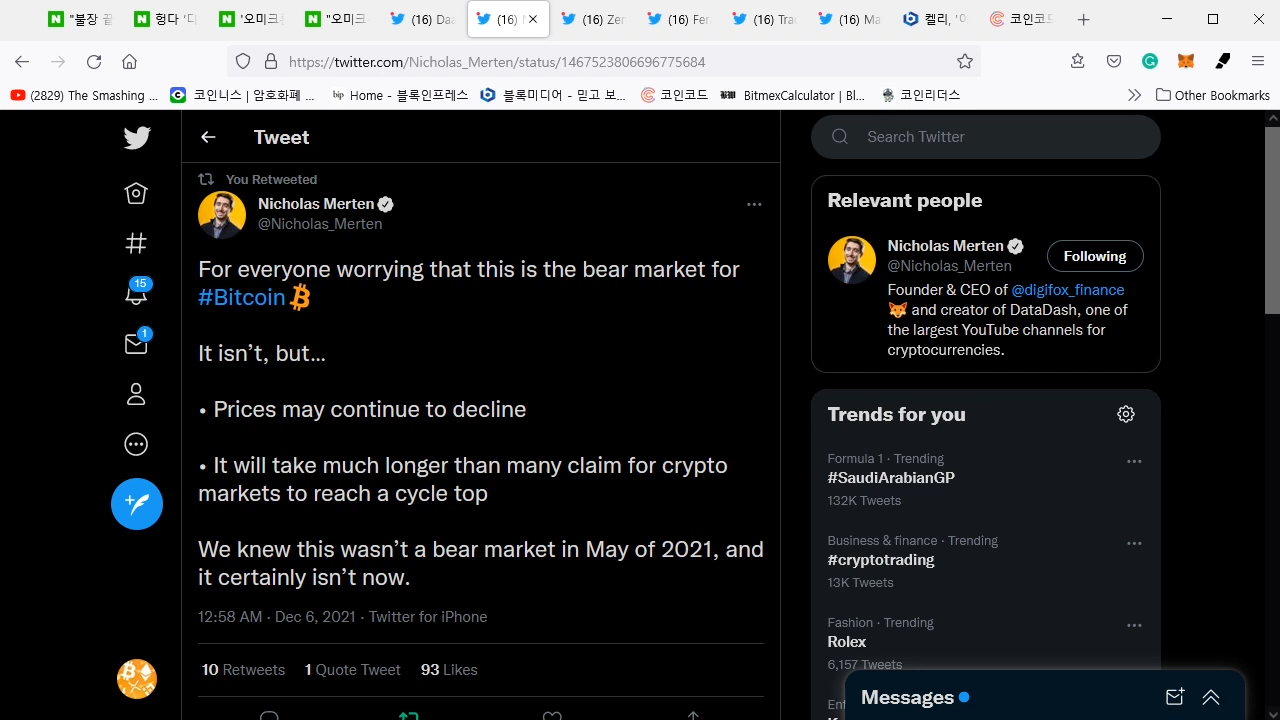 "불장 끝
헝다 '디
'오미크론
"오미크
(16) Da
(16)
(16) Zer
(16) Fer
(16) Tra
(16) Ma
켈리, '이
코인코드
https://twitter.com/Nicholas_Merten/status/1467523806696775684
(2829) The Smashing ...
코인니스 | 암호화폐 ...
bip Home - 블록인프레스
블록미디어 - 믿고 보...
코인코드
BitmexCalculator | Bl...
코인리더스
Other Bookmarks
Tweet
Search Twitter
You Retweeted
Nicholas Merten
@Nicholas_Merten
For everyone worrying that this is the bear market for
#Bitcoin
It isn't, but...
• Prices may continue to decline
• It will take much longer than many claim for crypto
markets to reach a cycle top
We knew this wasn't a bear market in May of 2021, and
it certainly isn't now.
12:58 AM · Dec 6, 2021 · Twitter for iPhone
10 Retweets 1 Quote Tweet 93 Likes
15
1
Relevant people
Nicholas Merten
@Nicholas_Merten
Following
Founder & CEO of @digifox_finance
and creator of DataDash, one of
the largest YouTube channels for
cryptocurrencies.
Trends for you
Formula 1 · Trending
#SaudiArabianGP
132K Tweets
Business & finance · Trending
#cryptotrading
13K Tweets
Fashion · Trending
Rolex
6,157 Tweets
Messages